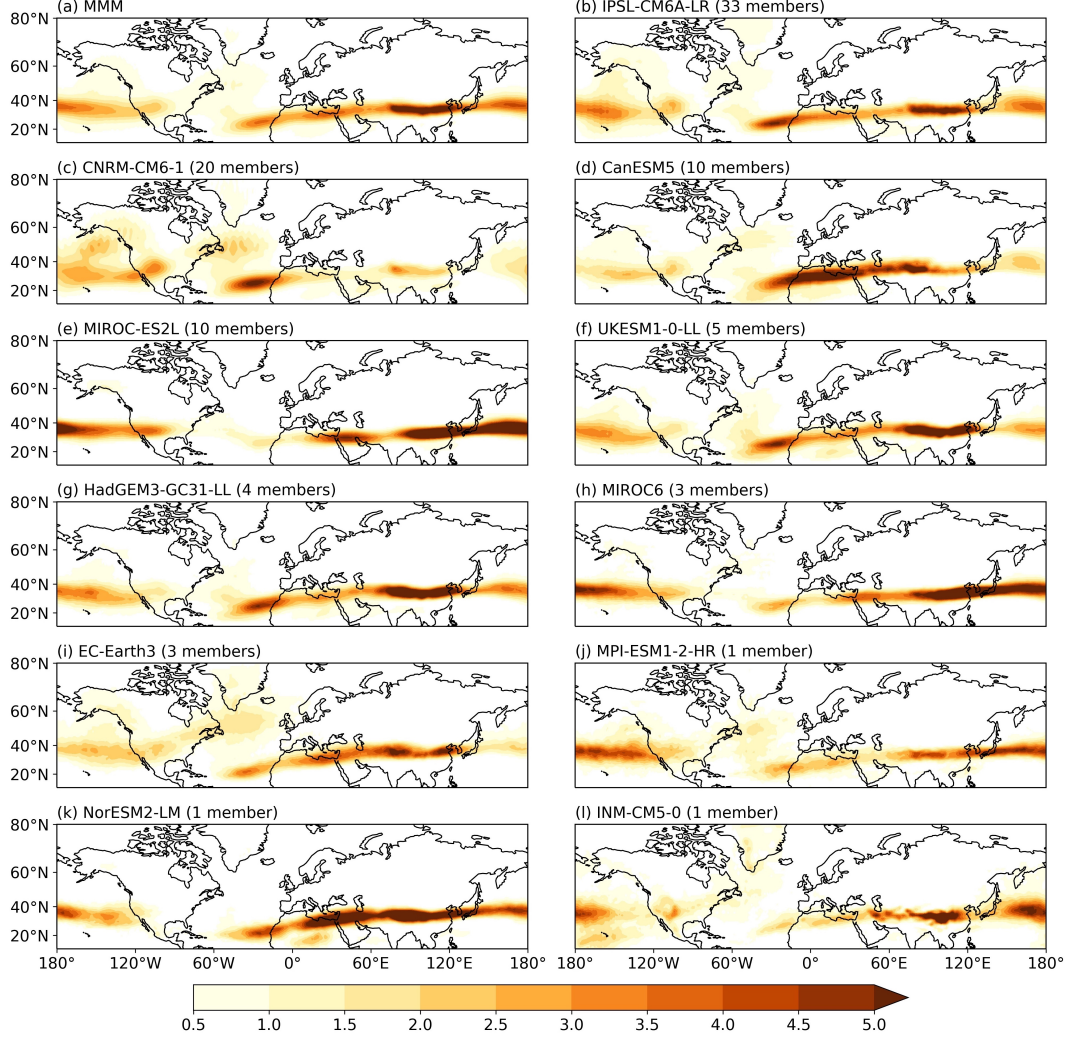 (a) MMM
(b) IPSL-CM6A-LR (33 members)
80°N
60°N
40°N
20°N
(c) CNRM-CM6-1 (20 members)
(d) CanESM5 (10 members)
80°N
60°N
40°N
20°N
(e) MIROC-ES2L (10 members)
(f) UKESM1-0-LL (5 members)
80°N
60°N
40°N
20°N
(g) HadGEM3-GC31-LL (4 members)
(h) MIROC6 (3 members)
80°N
60°N
40°N
20°N
(i) EC-Earth3 (3 members)
(j) MPI-ESM1-2-HR (1 member)
80°N
60°N
40°N
20°N
(k) NorESM2-LM (1 member)
(l) INM-CM5-0 (1 member)
80°N
60°N
40°N
20°N
180° 120°W 60°W 0° 60°E 120°E 180°
180° 120°W 60°W 0° 60°E 120°E 180°
0.5 1.0 1.5 2.0 2.5 3.0 3.5 4.0 4.5 5.0